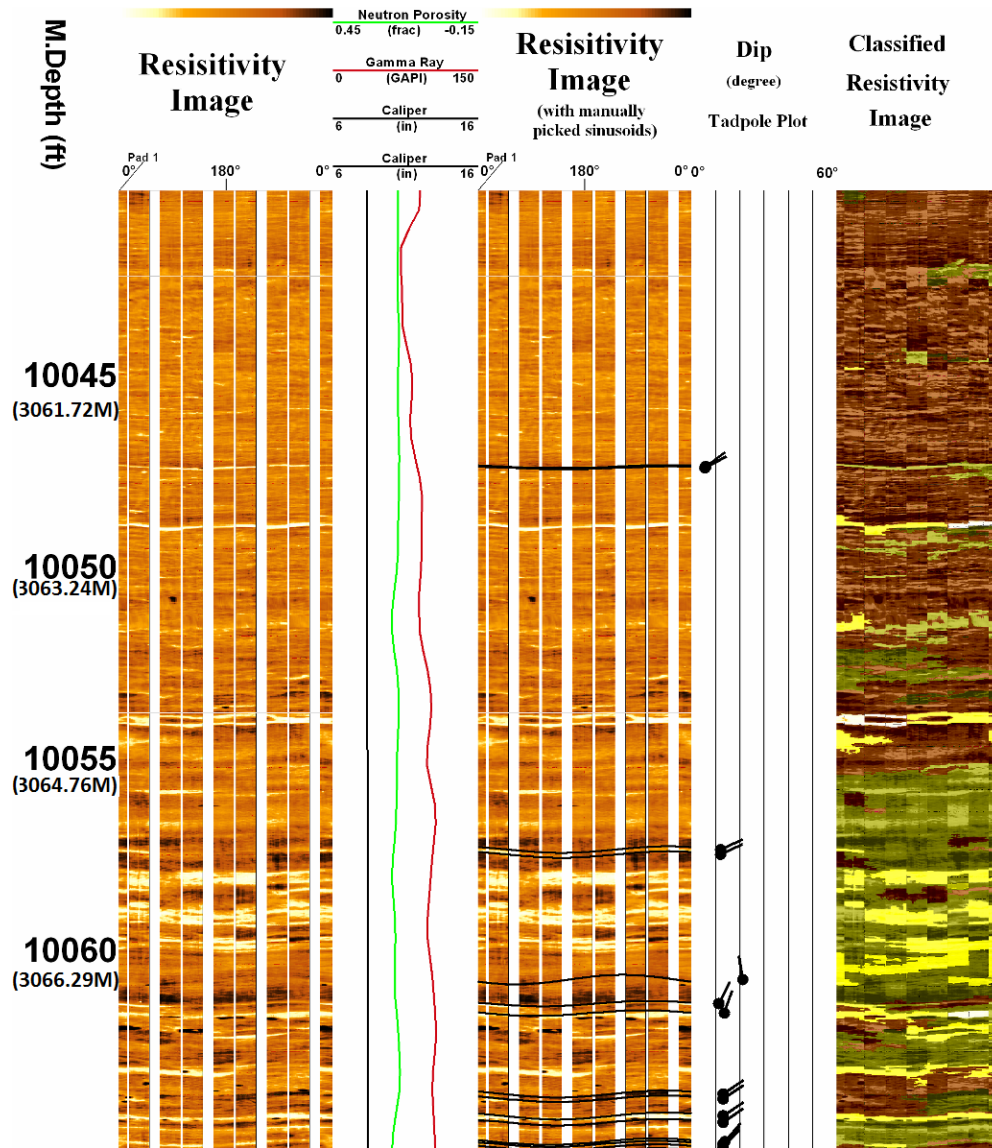 M.Depth (ft)
Resisitivity
Image
Pad 1
0°
180°
0°
Neutron Porosity
0.45 (frac) -0.15
Gamma Ray
0 (GAPI) 150
Caliper
6 (in) 16
Caliper
6 (in) 16
Resisitivity
Image
(with manually
picked sinusoids)
Pad 1
0°
180°
0°
Dip
(degree)
Tadpole Plot
0°
60°
Classified
Resistivity
Image
10045
(3061.72M)
10050
(3063.24M)
10055
(3064.76M)
10060
(3066.29M)